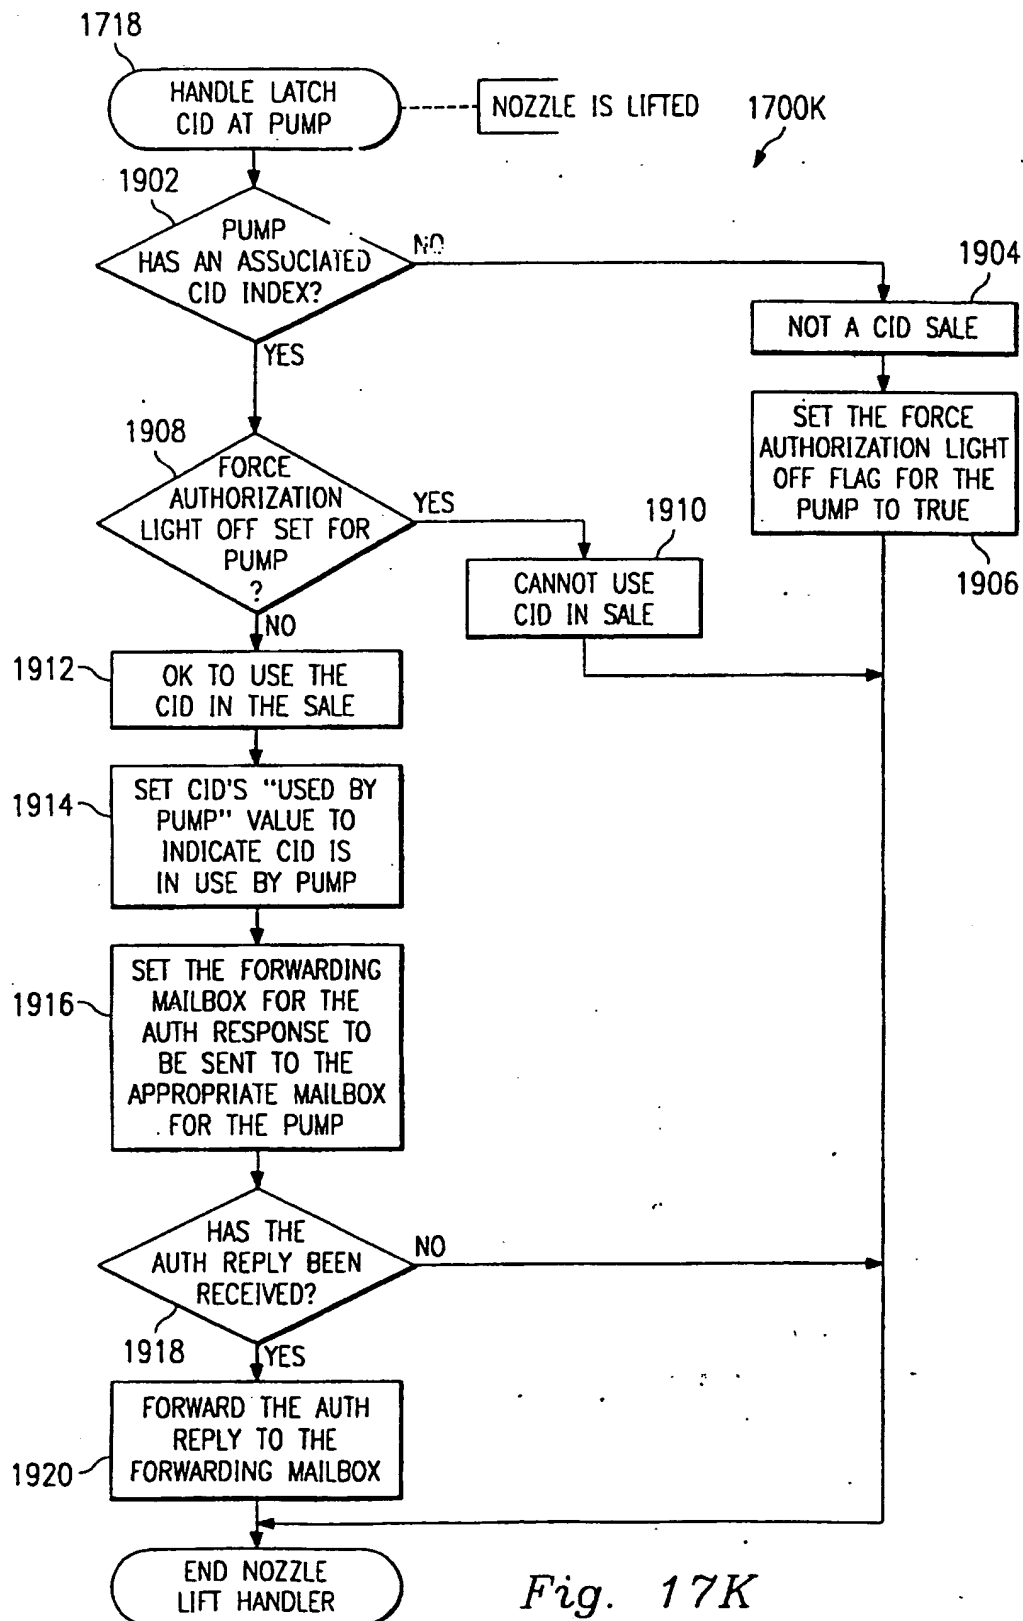 1718
HANDLE LATCH
CID AT PUMP
NOZZLE IS LIFTED
1700K
1902
PUMP
HAS AN ASSOCIATED
CID INDEX?
NO
YES
1904
NOT A CID SALE
SET THE FORCE
AUTHORIZATION LIGHT
OFF FLAG FOR THE
PUMP TO TRUE
1906
1908
FORCE
AUTHORIZATION
LIGHT OFF SET FOR
PUMP
?
YES
NO
1910
CANNOT USE
CID IN SALE
1912
OK TO USE THE
CID IN THE SALE
1914
SET CID'S "USED BY
PUMP" VALUE TO
INDICATE CID IS
IN USE BY PUMP
1916
SET THE FORWARDING
MAILBOX FOR THE
AUTH RESPONSE TO
BE SENT TO THE
APPROPRIATE MAILBOX
FOR THE PUMP
HAS THE
AUTH REPLY BEEN
RECEIVED?
NO
1918
YES
FORWARD THE AUTH
REPLY TO THE
FORWARDING MAILBOX
1920
END NOZZLE
LIFT HANDLER
Fig. 17K